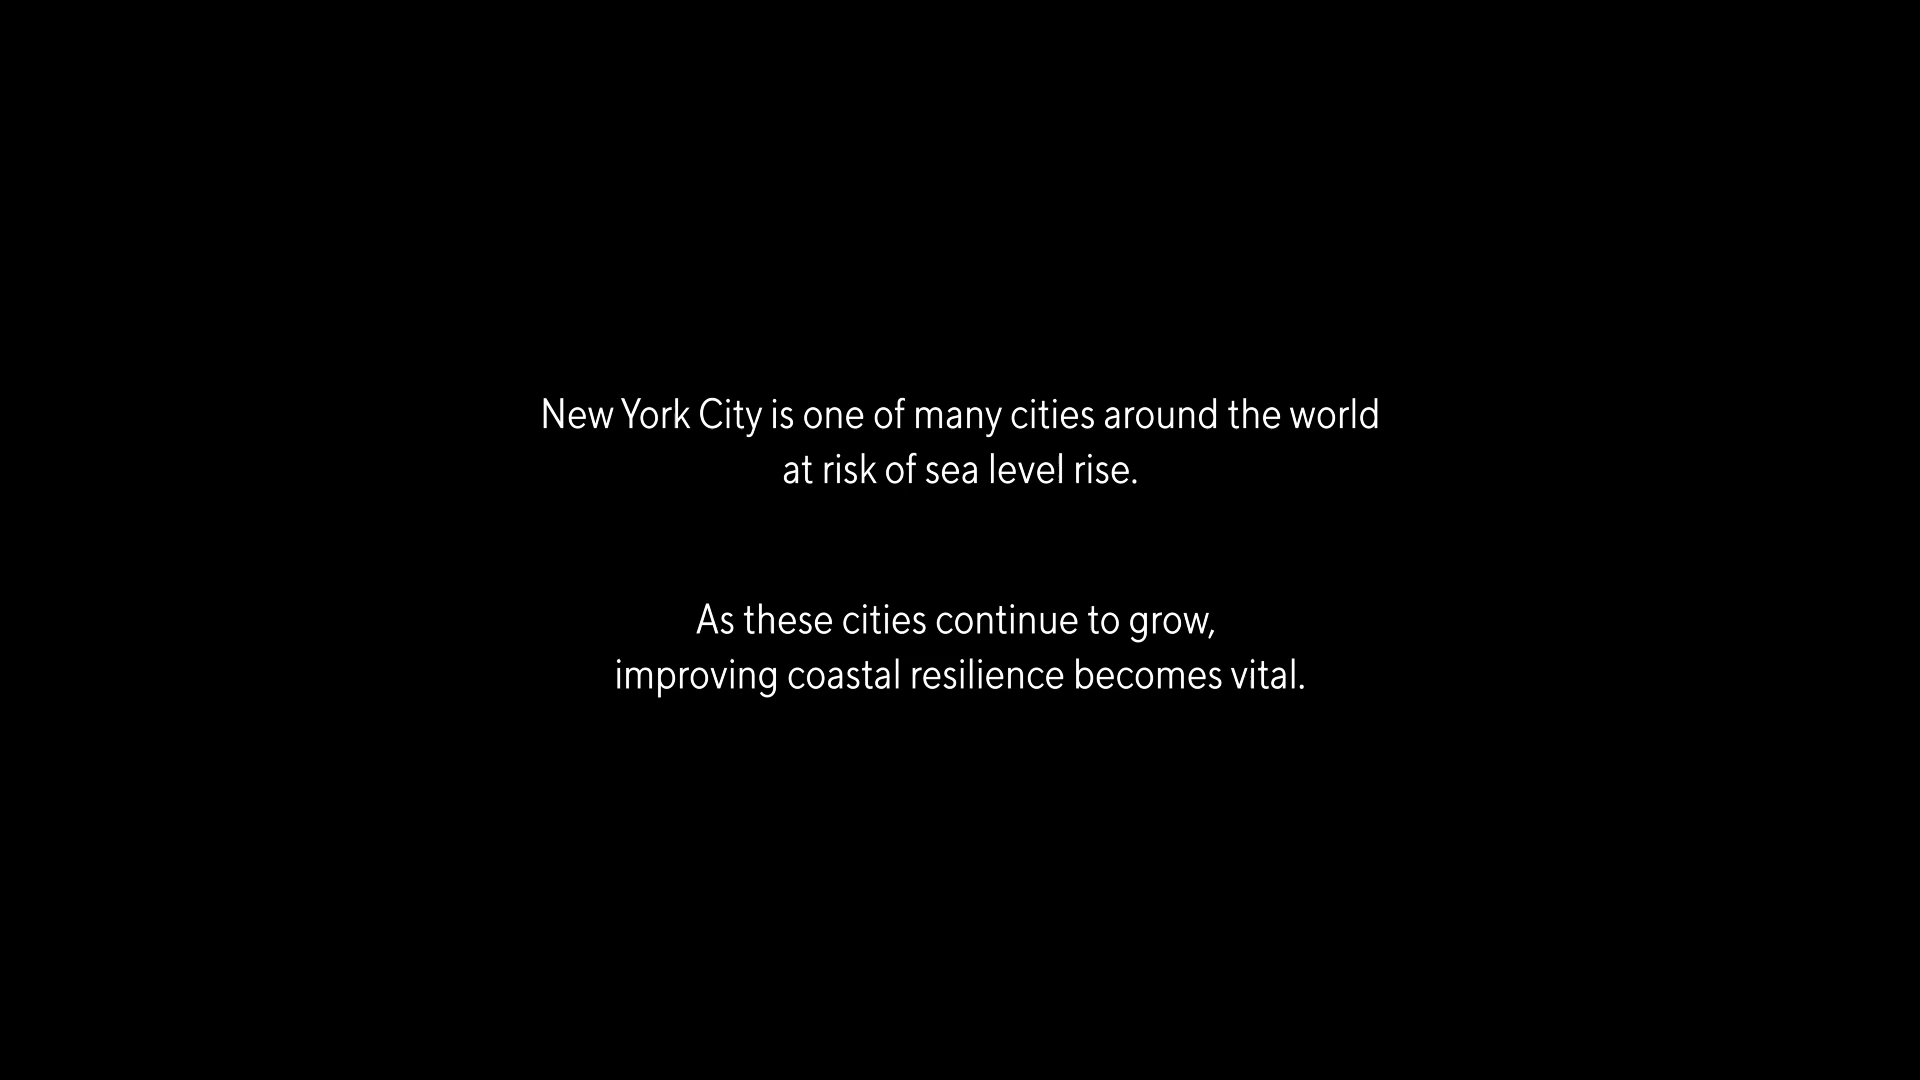 New York City is one of many cities around the world
at risk of sea level rise.
As these cities continue to grow,
improving coastal resilience becomes vital.